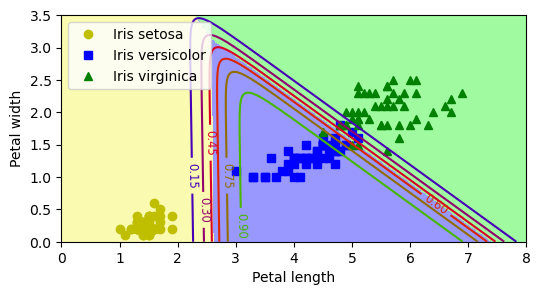 3.5
3.0
2.5
2.0
1.5
1.0
0.5
0.0
Petal width
Iris setosa
Iris versicolor
Iris virginica
0.15
0.30
0.45
0.75
0.90
0.60
0 1 2 3 4 5 6 7 8
Petal length